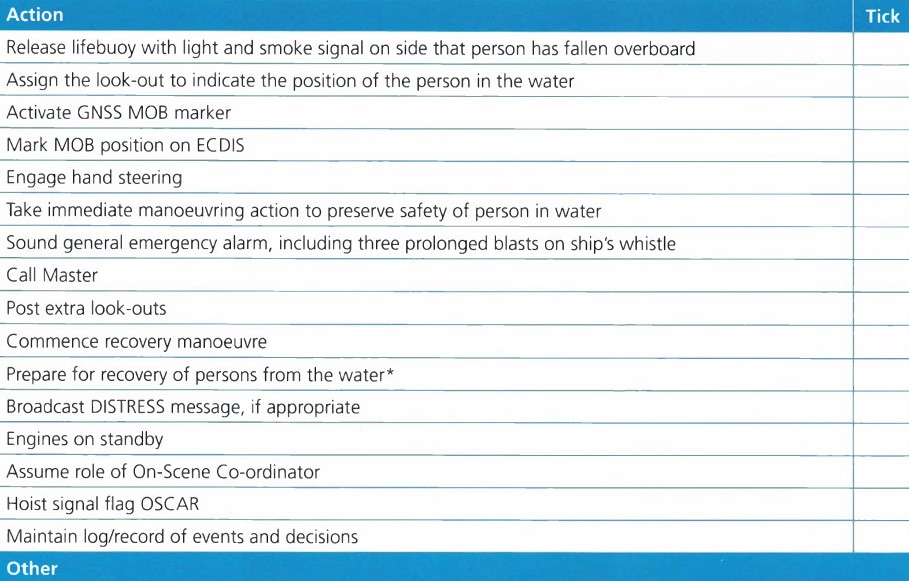 Action Tick
Release lifebuoy with light and smoke signal on side that person has fallen overboard
Assign the look-out to indicate the position of the person in the water
Activate GNSS MOB marker
Mark MOB position on ECDIS
Engage hand steering
Take immediate manoeuvring action to preserve safety of person in water
Sound general emergency alarm, including three prolonged blasts on ship's whistle
Call Master
Post extra look-outs
Commence recovery manoeuvre
Prepare for recovery of persons from the water*
Broadcast DISTRESS message, if appropriate
Engines on standby
Assume role of On-Scene Co-ordinator
Hoist signal flag OSCAR
Maintain log/record of events and decisions
Other